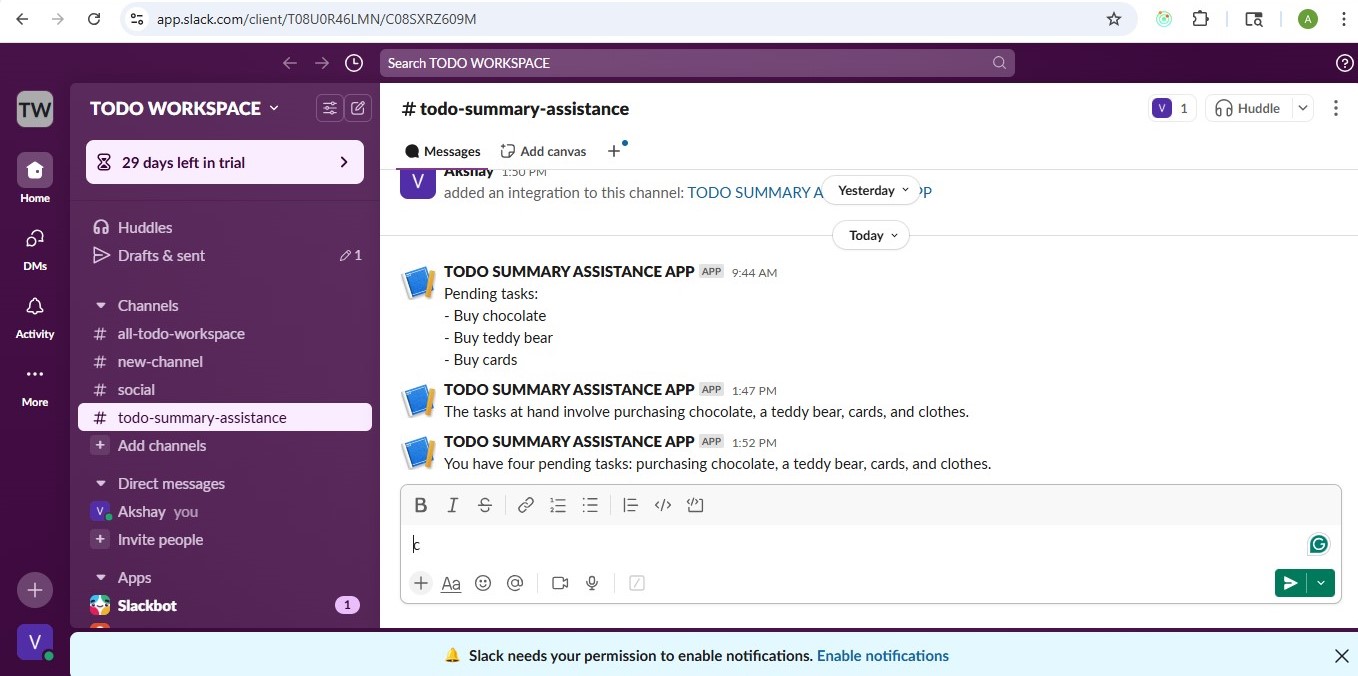 app.slack.com/client/T08U0R46LMN/C08SXRZ609M
A
Search TODO WORKSPACE
TW
Home
DMs
Activity
More
V
TODO WORKSPACE
29 days left in trial
Huddles
Drafts & sent
1
Channels
# all-todo-workspace
# new-channel
# social
# todo-summary-assistance
+ Add channels
Direct messages
V Akshay you
+ Invite people
Apps
Slackbot 1
# todo-summary-assistance
V 1
Huddle
Messages
Add canvas
+
V
Akshay 1:50 PM
added an integration to this channel: TODO SUMMARY A
Yesterday
Today
TODO SUMMARY ASSISTANCE APP APP 9:44 AM
Pending tasks:
- Buy chocolate
- Buy teddy bear
- Buy cards
TODO SUMMARY ASSISTANCE APP APP 1:47 PM
The tasks at hand involve purchasing chocolate, a teddy bear, cards, and clothes.
TODO SUMMARY ASSISTANCE APP APP 1:52 PM
You have four pending tasks: purchasing chocolate, a teddy bear, cards, and clothes.
B I S
c
+ Aa @
Slack needs your permission to enable notifications. Enable notifications